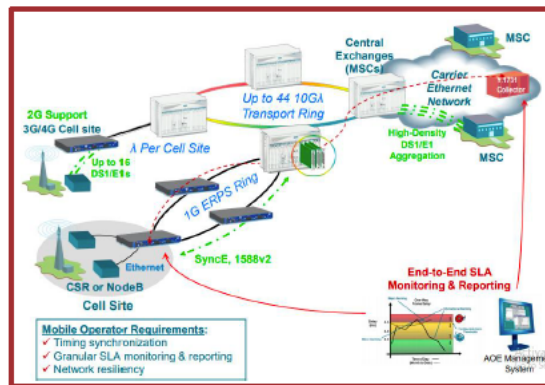 MSC
Central
Exchanges
(MSCs)
Y.1731
Collector
Carrier
Ethernet
Network
Up to 44 10Gλ
Transport Ring
2G Support
3G/4G Cell site
λ Per Cell Site
High-Density
DS1/E1
Aggregation
MSC
Up to 16
DS1/E1s
1G ERPS Ring
Ethernet
SyncE, 1588v2
CSR or NodeB
Cell Site
End-to-End SLA
Monitoring & Reporting
Mobile Operator Requirements:
✓ Timing synchronization
✓ Granular SLA monitoring & reporting
✓ Network resiliency
AOE Management
System